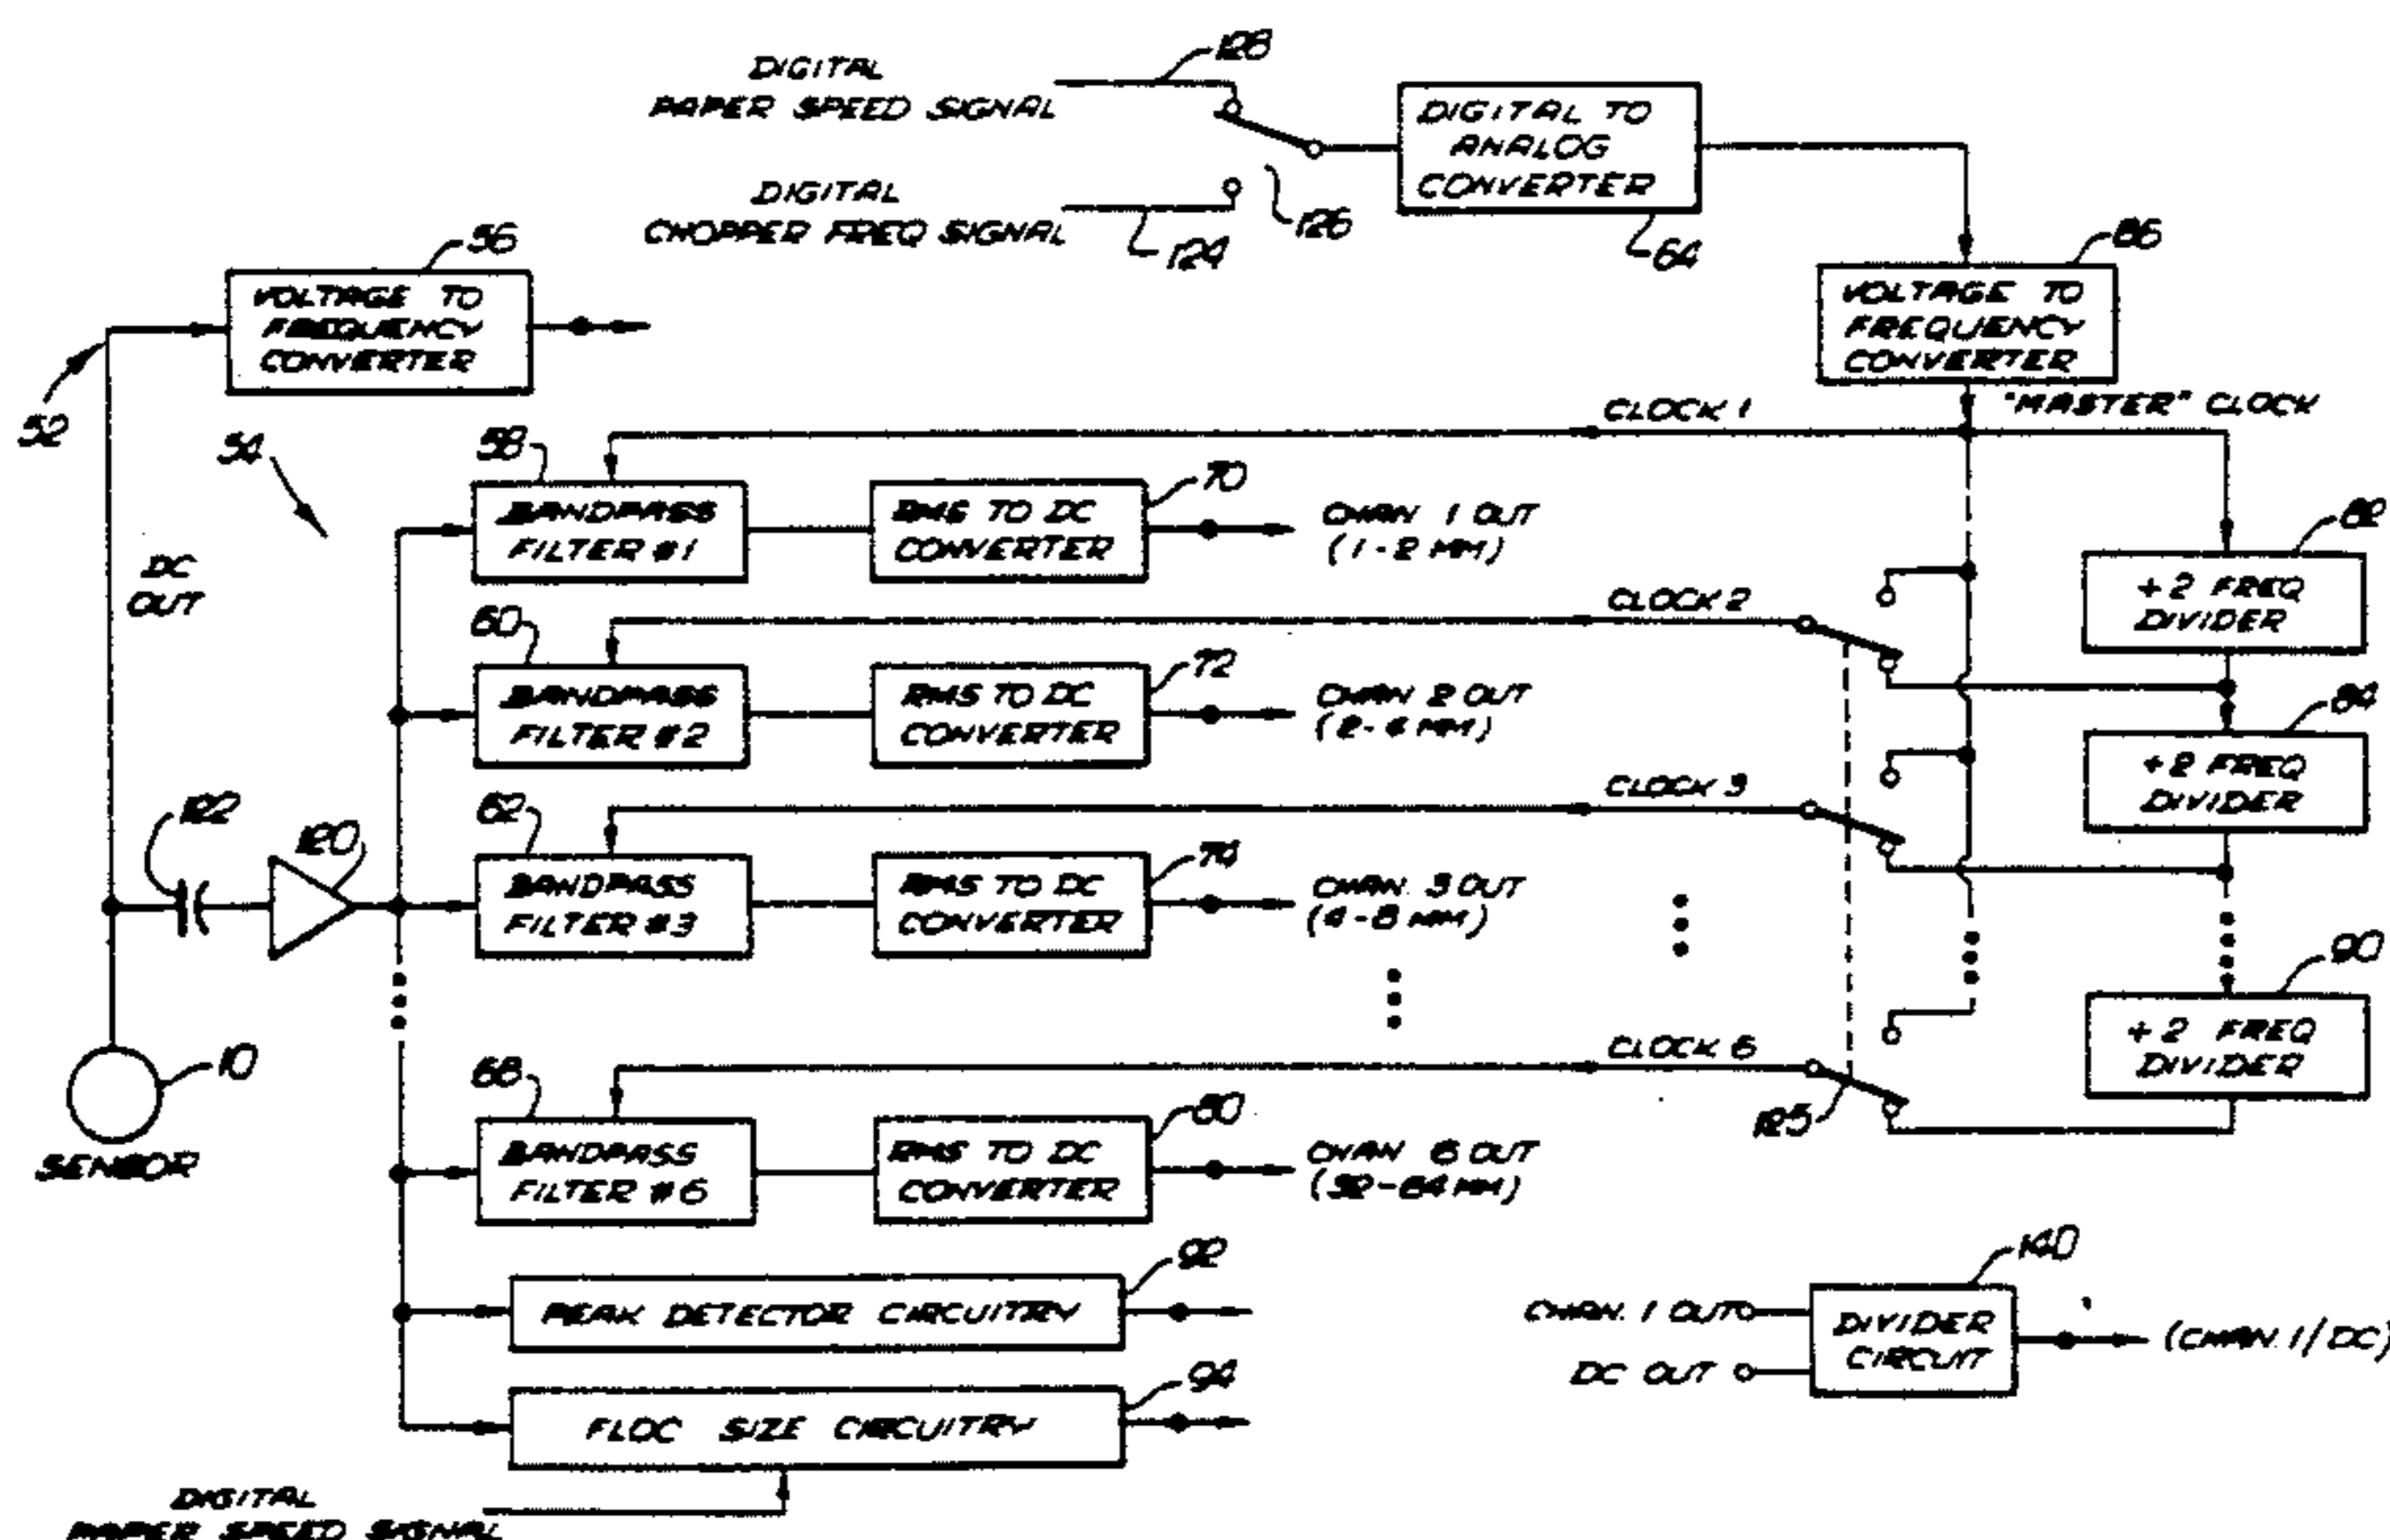 128
DIGITAL
PAPER SPEED SIGNAL
DIGITAL TO
ANALOG
CONVERTER
DIGITAL
CHOPPER FREQ SIGNAL
124
126
64
56
86
VOLTAGE TO
FREQUENCY
CONVERTER
VOLTAGE TO
FREQUENCY
CONVERTER
52
"MASTER" CLOCK
CLOCK 1
54
58
70
BANDPASS
FILTER #1
RMS TO DC
CONVERTER
CHAN 1 OUT
(1-2 MM)
82
÷2 FREQ
DIVIDER
DC
OUT
CLOCK 2
60
72
BANDPASS
FILTER #2
RMS TO DC
CONVERTER
CHAN 2 OUT
(2-4 MM)
84
÷2 FREQ
DIVIDER
CLOCK 3
122
120
62
74
BANDPASS
FILTER #3
RMS TO DC
CONVERTER
CHAN. 3 OUT
(4-8 MM)
90
÷2 FREQ
DIVIDER
10
SENSOR
CLOCK 6
68
80
125
BANDPASS
FILTER #6
RMS TO DC
CONVERTER
CHAN 6 OUT
(32-64 MM)
92
PEAK DETECTOR CIRCUITRY
140
CHAN. 1 OUT
DC OUT
DIVIDER
CIRCUIT
(CHAN. 1/DC)
94
FLOC SIZE CIRCUITRY
DIGITAL
PAPER SPEED SIGNAL